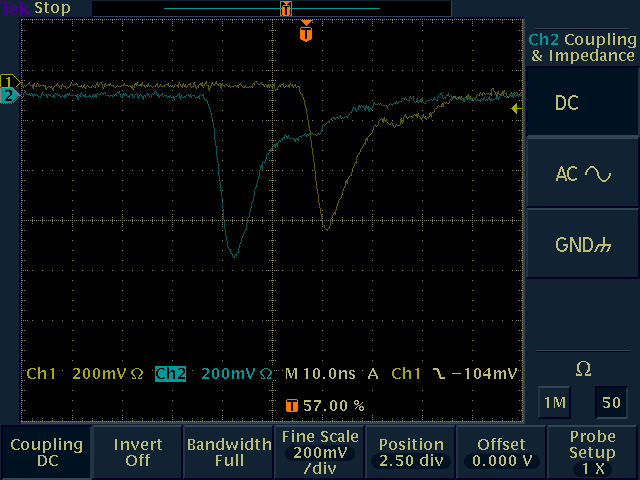 Tek Stop
T
T
Ch2 Coupling
& Impedance
1
2
DC
AC
GND
Ch1 200mV Ω Ch2 200mV Ω M 10.0ns A Ch1 −104mV
T 57.00 %
Ω
1M 50
Coupling
DC
Invert
Off
Bandwidth
Full
Fine Scale
200mV
/div
Position
2.50 div
Offset
0.000 V
Probe
Setup
1 X